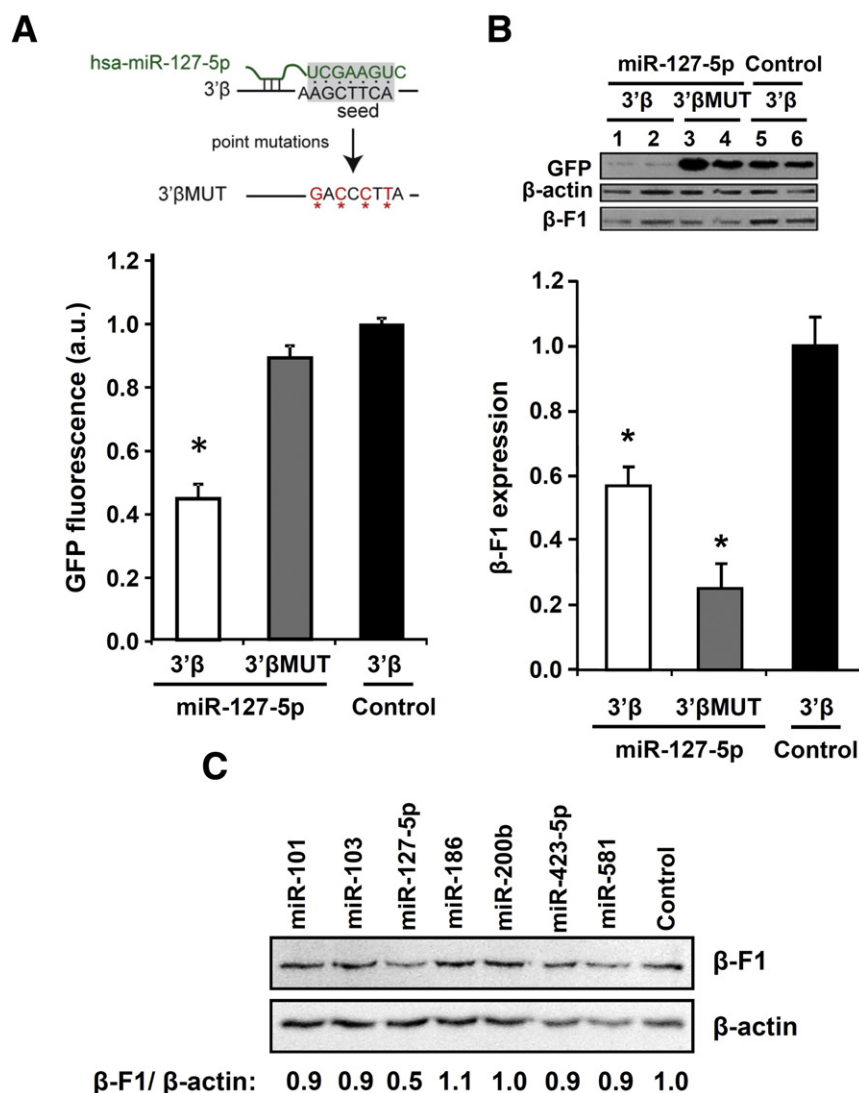 A
hsa-miR-127-5p
UCGAAGUC
3'β
AAGCTTCA
seed
point mutations
3'βMUT
GACCCTTA
* * * *
GFP fluorescence (a.u.)
1.2
1.0
0.8
0.6
0.4
0.2
0.0
*
3'β 3'βMUT 3'β
miR-127-5p Control
B
miR-127-5p Control
3'β 3'βMUT 3'β
1 2 3 4 5 6
GFP
β-actin
β-F1
β-F1 expression
1.2
1.0
0.8
0.6
0.4
0.2
0.0
*
*
3'β 3'βMUT 3'β
miR-127-5p Control
C
miR-101
miR-103
miR-127-5p
miR-186
miR-200b
miR-423-5p
miR-581
Control
β-F1
β-actin
β-F1/ β-actin: 0.9 0.9 0.5 1.1 1.0 0.9 0.9 1.0